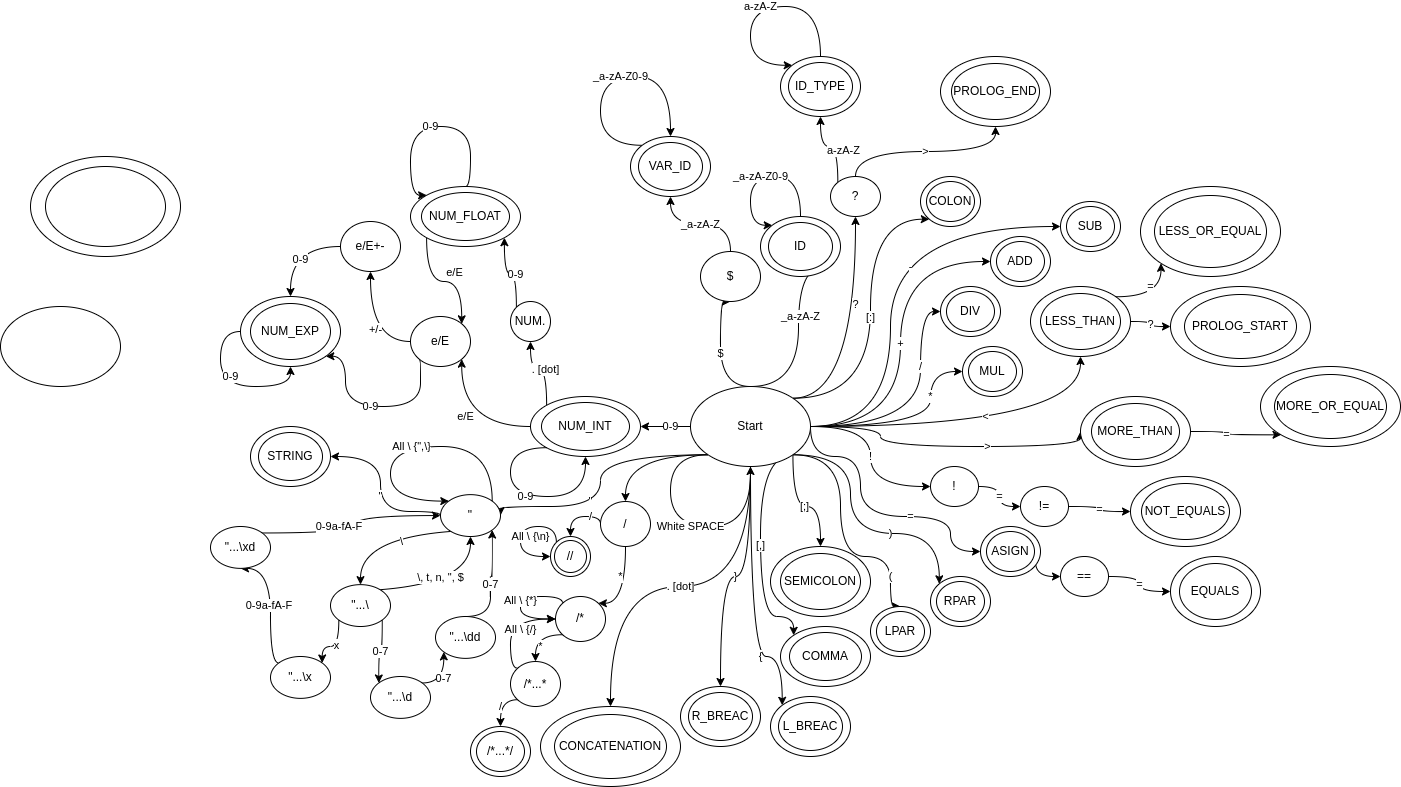 a-zA-Z
ID_TYPE
PROLOG_END
_a-zA-Z0-9
0-9
VAR_ID
a-zA-Z
>
_a-zA-Z0-9
?
COLON
NUM_FLOAT
_a-zA-Z
ID
SUB
LESS_OR_EQUAL
e/E+-
0-9
e/E
0-9
$
-
ADD
=
?
[:]
_a-zA-Z
DIV
LESS_THAN
?
PROLOG_START
NUM_EXP
+/-
e/E
NUM.
$
+
/
. [dot]
MUL
0-9
0-9
*
MORE_OR_EQUAL
e/E
<
NUM_INT
0-9
Start
MORE_THAN
=
>
All \ {",\}
STRING
!
"
0-9
!
=
!=
=
NOT_EQUALS
"
"
[;]
=
White SPACE
/
/
)
0-9a-fA-F
All \ {\n}
//
[,]
ASIGN
"...\xd
\
\, t, n, ", $
*
. [dot]
}
SEMICOLON
(
==
=
EQUALS
0-7
0-9a-fA-F
"...\
All \ {*}
/*
RPAR
All \ {/}
LPAR
x
0-7
"...\dd
*
{
COMMA
"...\x
0-7
"...\d
/*...*
/
R_BREAC
L_BREAC
/*...*/
CONCATENATION